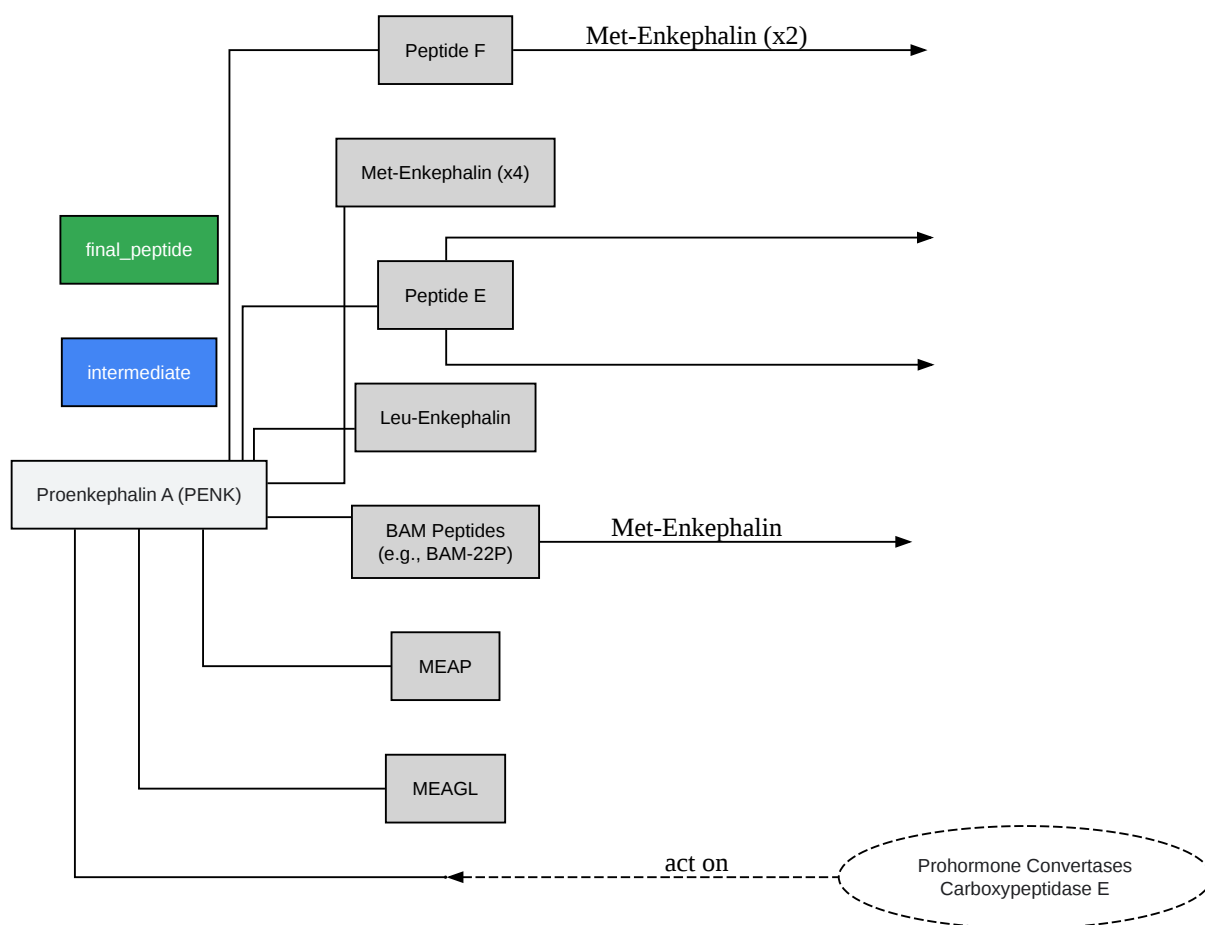 Peptide F
Met-Enkephalin (x2)
Met-Enkephalin (x4)
final_peptide
Peptide E
intermediate
Leu-Enkephalin
Proenkephalin A (PENK)
BAM Peptides
(e.g., BAM-22P)
Met-Enkephalin
MEAP
MEAGL
act on
Prohormone Convertases
Carboxypeptidase E